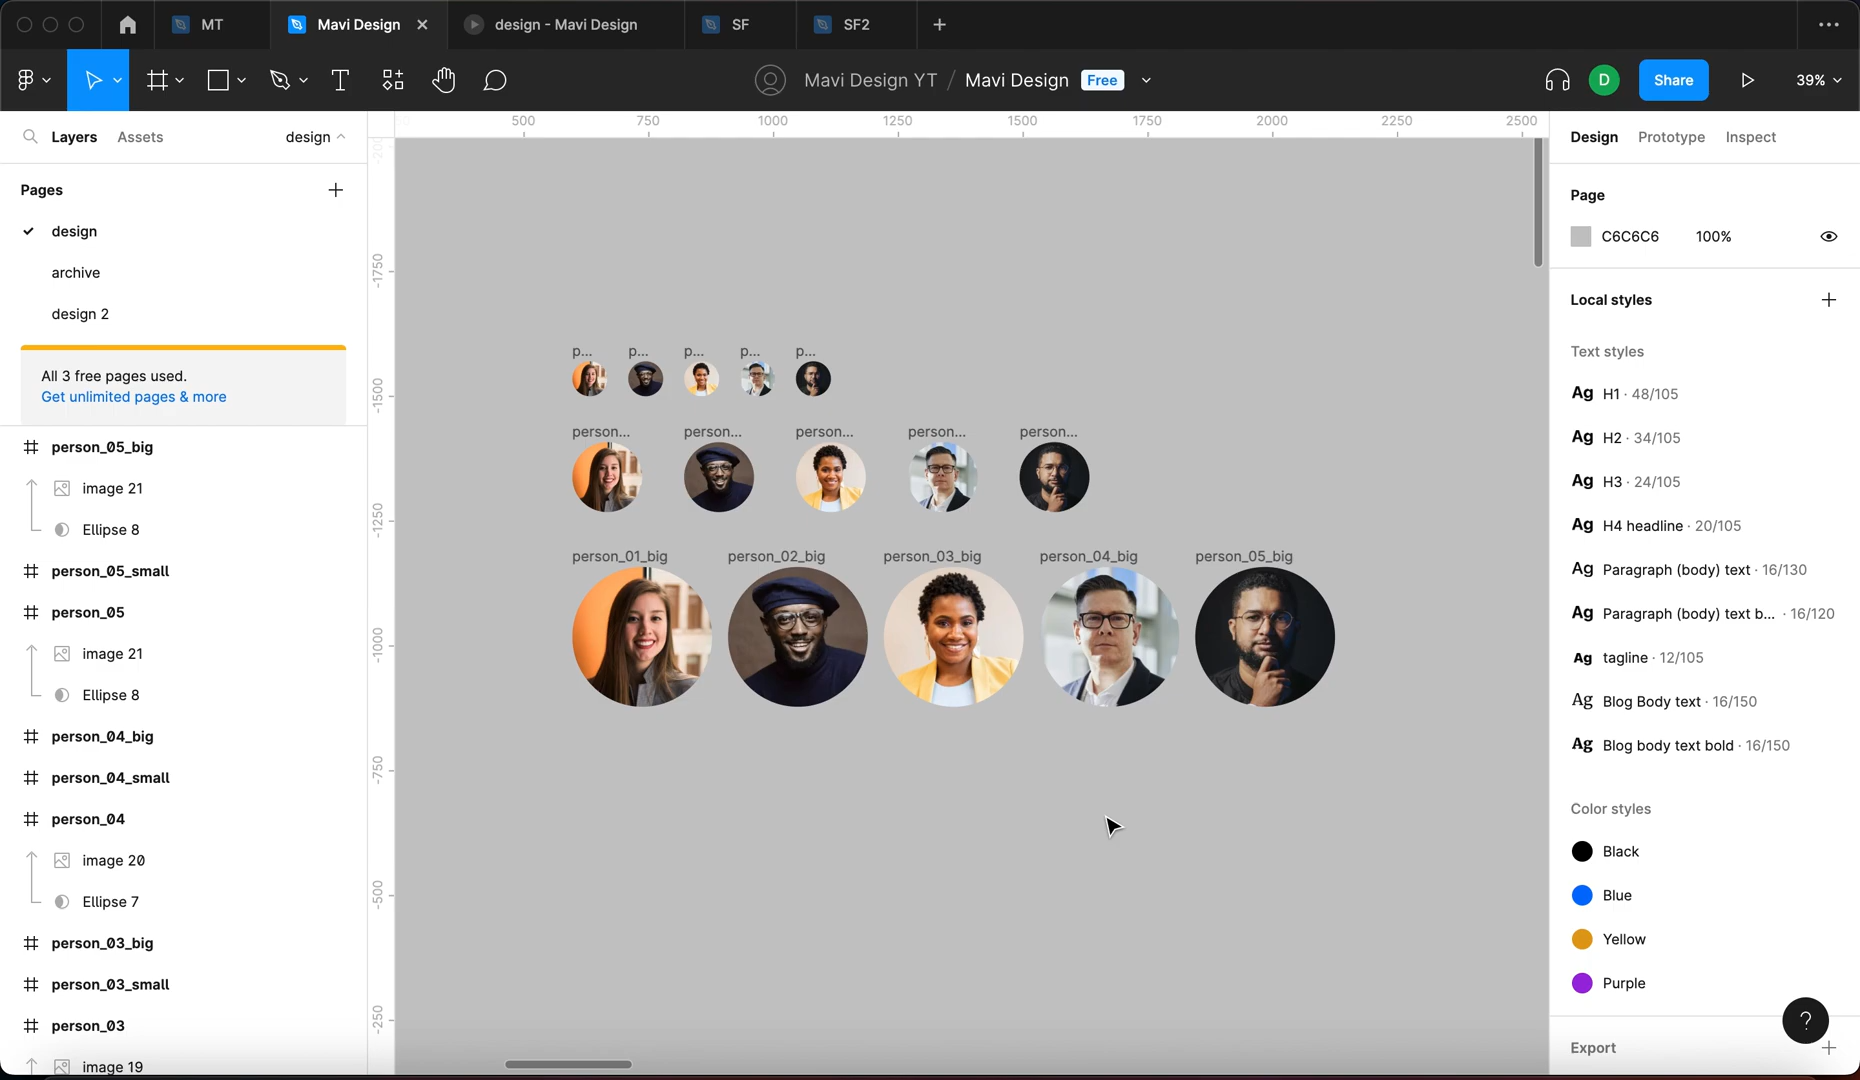 MT
Mavi Design
design - Mavi Design
SF
SF2
Mavi Design YT / Mavi Design Free
D
Share
39%
Layers Assets design
Pages
design
archive
design 2
All 3 free pages used.
Get unlimited pages & more
person_05_big
image 21
Ellipse 8
person_05_small
person_05
image 21
Ellipse 8
person_04_big
person_04_small
person_04
image 20
Ellipse 7
person_03_big
person_03_small
person_03
image 19
500 750 1000 1250 1500 1750 2000 2250 2500
-1750
-1500
-1250
-1000
-750
-500
-250
p... p... p... p... p...
person... person... person... person... person...
person_01_big person_02_big person_03_big person_04_big person_05_big
Design Prototype Inspect
Page
C6C6C6 100%
Local styles
Text styles
Ag H1 · 48/105
Ag H2 · 34/105
Ag H3 · 24/105
Ag H4 headline · 20/105
Ag Paragraph (body) text · 16/130
Ag Paragraph (body) text b... · 16/120
Ag tagline · 12/105
Ag Blog Body text · 16/150
Ag Blog body text bold · 16/150
Color styles
Black
Blue
Yellow
Purple
?
Export